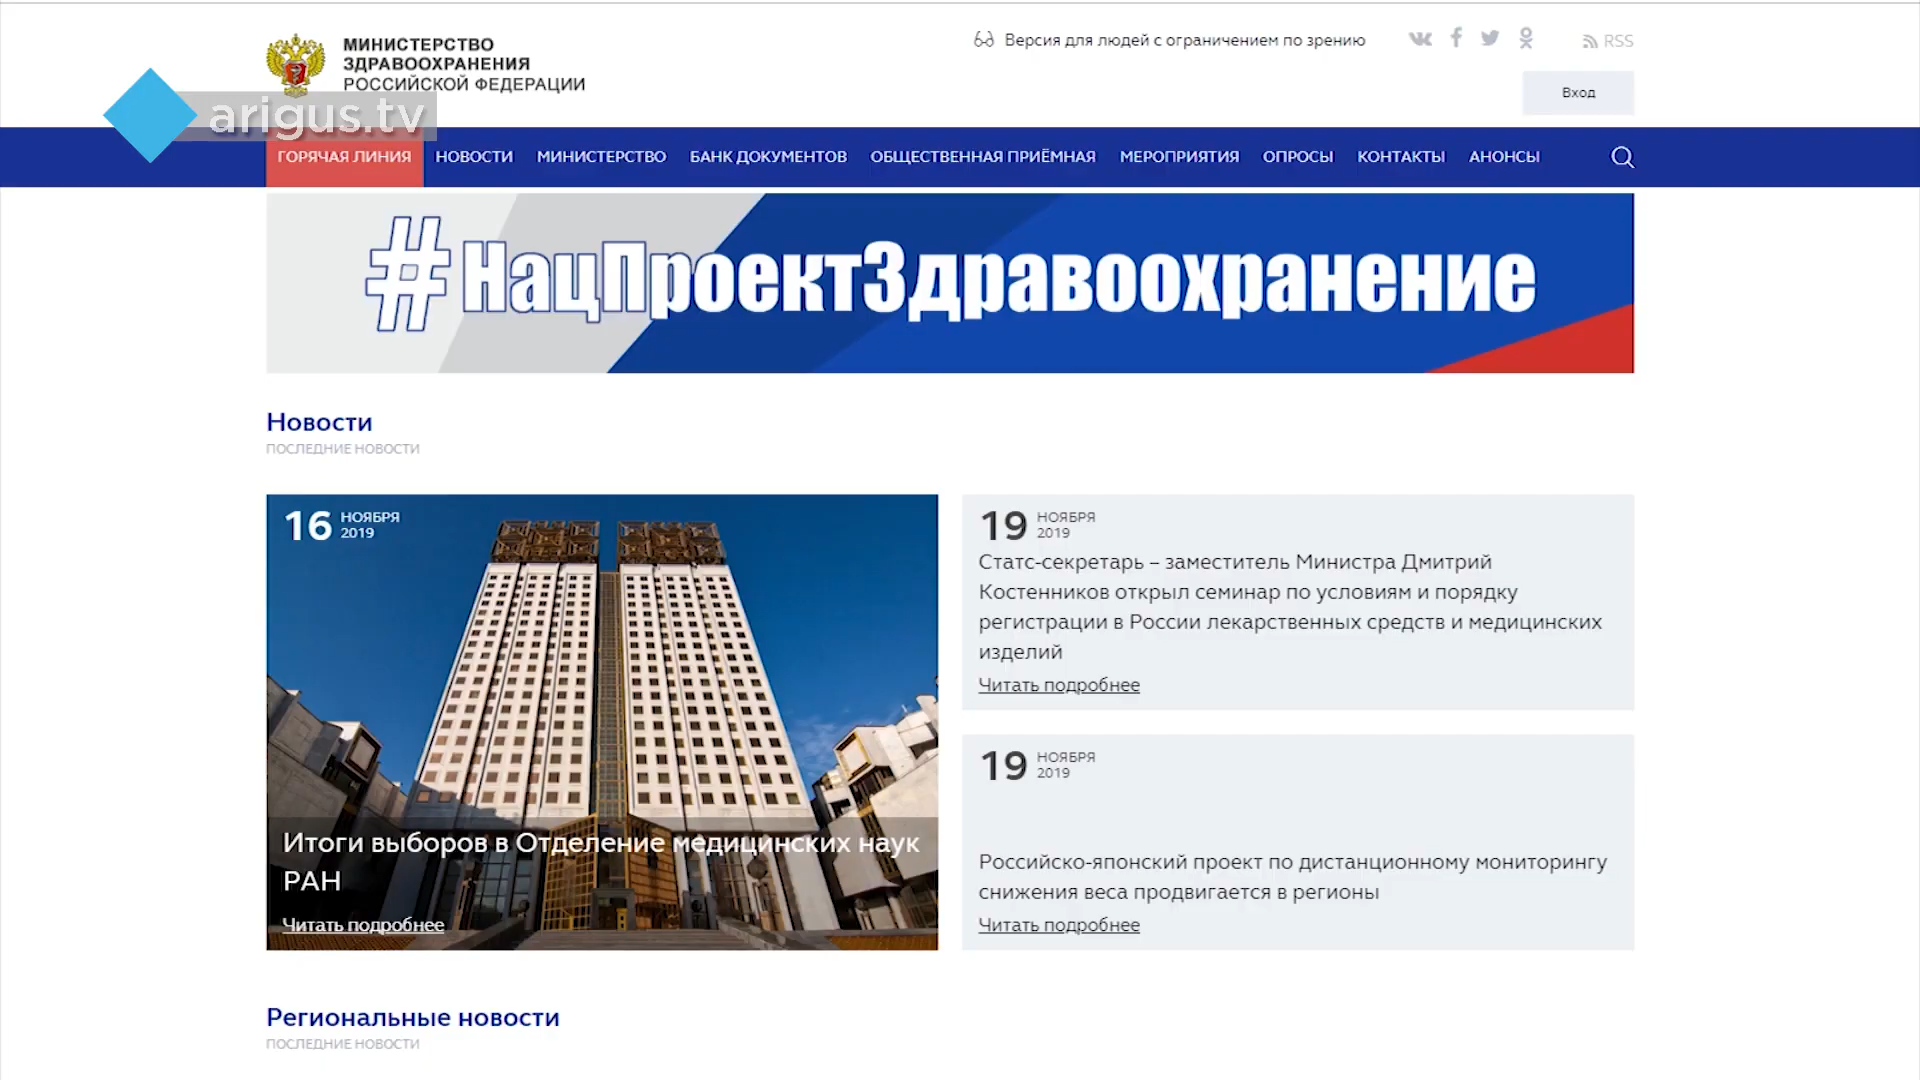 МИНИСТЕРСТВО
ЗДРАВООХРАНЕНИЯ
РОССИЙСКОЙ ФЕДЕРАЦИИ
Версия для людей с ограничением по зрению
RSS
Вход
arigus.tv
ГОРЯЧАЯ ЛИНИЯ НОВОСТИ МИНИСТЕРСТВО БАНК ДОКУМЕНТОВ ОБЩЕСТВЕННАЯ ПРИЁМНАЯ МЕРОПРИЯТИЯ ОПРОСЫ КОНТАКТЫ АНОНСЫ
#НацПроектЗдравоохранение
Новости
ПОСЛЕДНИЕ НОВОСТИ
16 НОЯБРЯ
2019
Итоги выборов в Отделение медицинских наук
РАН
Читать подробнее
19 НОЯБРЯ
2019
Статс-секретарь – заместитель Министра Дмитрий
Костенников открыл семинар по условиям и порядку
регистрации в России лекарственных средств и медицинских
изделий
Читать подробнее
19 НОЯБРЯ
2019
Российско-японский проект по дистанционному мониторингу
снижения веса продвигается в регионы
Читать подробнее
Региональные новости
ПОСЛЕДНИЕ НОВОСТИ